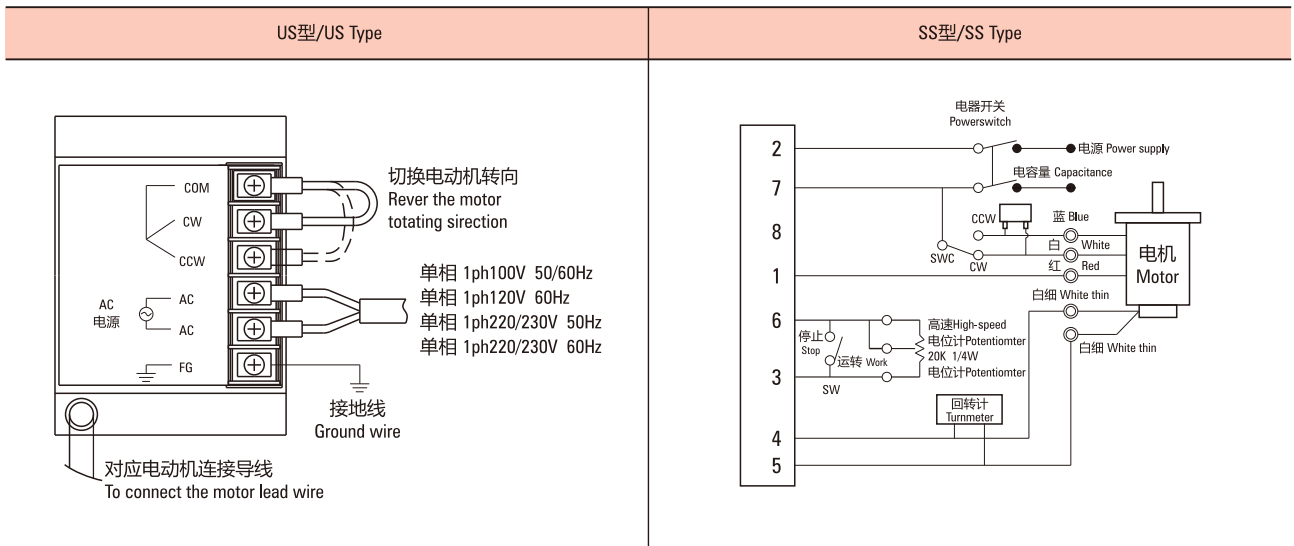 US型/US Type
SS型/SS Type
COM
CW
CCW
AC
电源
AC
AC
FG
切换电动机转向
Rever the motor
totating sirection
单相 1ph100V 50/60Hz
单相 1ph120V 60Hz
单相 1ph220/230V 50Hz
单相 1ph220/230V 60Hz
接地线
Ground wire
对应电动机连接导线
To connect the motor lead wire
电器开关
Powerswitch
2
电源 Power supply
电容量 Capacitance
7
CCW
蓝 Blue
8
白 White
SWC
CW
电机
Motor
红 Red
1
白细 White thin
6
高速High-speed
停止
Stop
电位计Potentiomter
白细 White thin
20K 1/4W
运转 Work
电位计Potentiomter
3
SW
回转计
Turnmeter
4
5